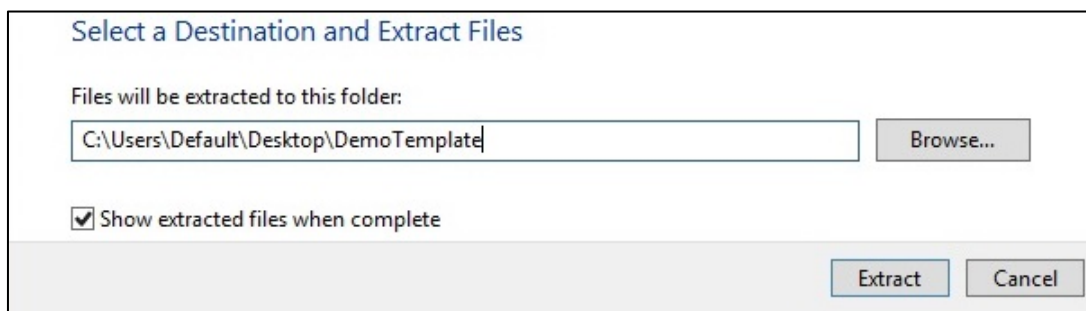 Select a Destination and Extract Files
Files will be extracted to this folder:
C:\Users\Default\Desktop\DemoTemplate
Browse...
Show extracted files when complete
Extract
Cancel